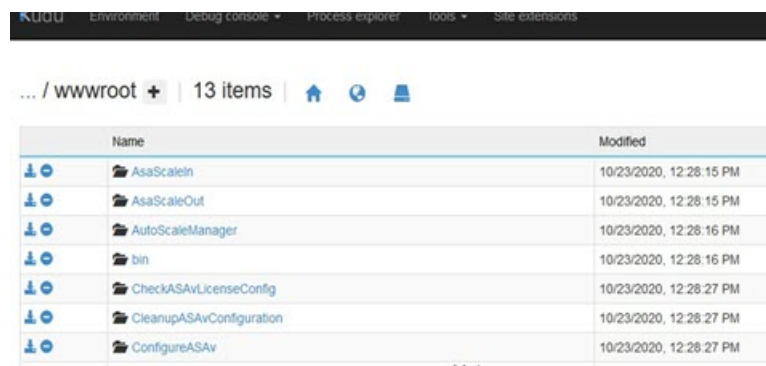 Kudu Environment Debug console Process explorer Tools Site extensions
... / wwwroot + | 13 items |
Name Modified
AsaScaleIn 10/23/2020, 12:28:15 PM
AsaScaleOut 10/23/2020, 12:28:15 PM
AutoScaleManager 10/23/2020, 12:28:16 PM
bin 10/23/2020, 12:28:16 PM
CheckASAvLicenseConfig 10/23/2020, 12:28:27 PM
CleanupASAvConfiguration 10/23/2020, 12:28:27 PM
ConfigureASAv 10/23/2020, 12:28:27 PM